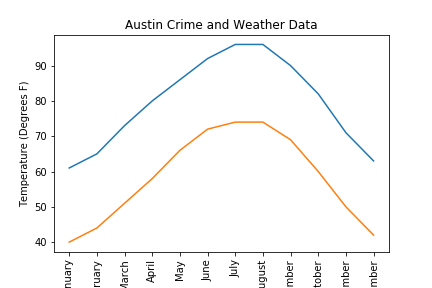 Austin Crime and Weather Data
Temperature (Degrees F)
90
80
70
60
50
40
nuary
ruary
March
April
May
June
July
ugust
mber
tober
mber
mber